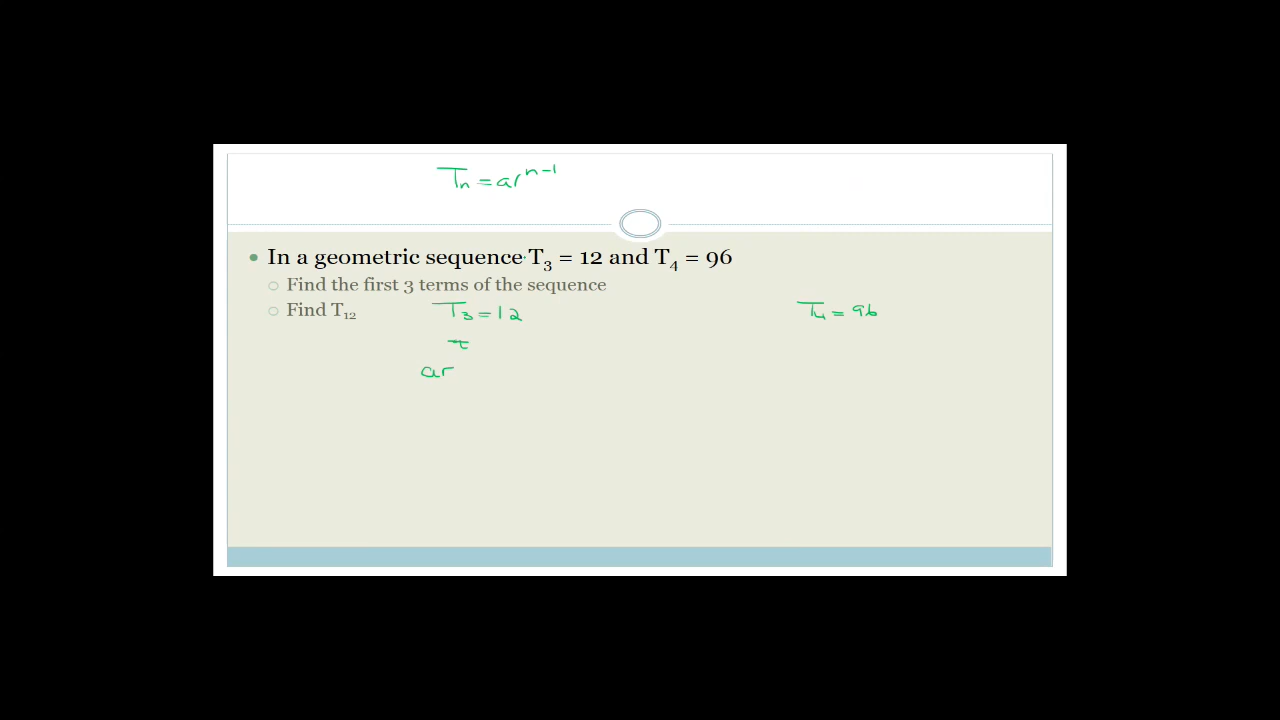 Tn = ar^n-1
In a geometric sequence T3 = 12 and T4 = 96
Find the first 3 terms of the sequence
Find T12
T3 = 12
T4 = 96
ar